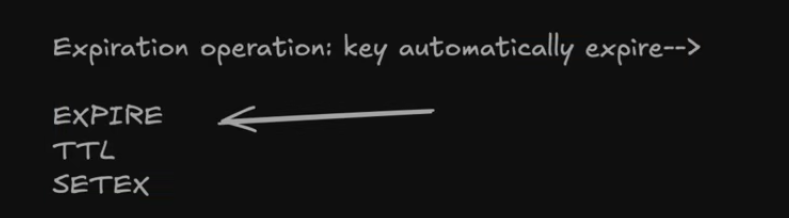 Expiration operation: key automatically expire-->
EXPIRE
TTL
SETEX